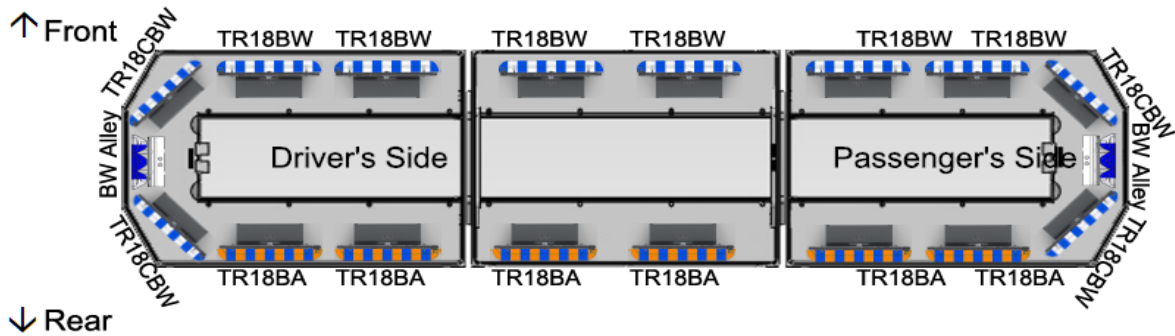 ↑ Front
TR18CBW
TR18BW TR18BW TR18BW TR18BW TR18BW TR18BW
TR18CBW
BW Alley
Driver's Side
Passenger's Side
BW Alley
TR18CBW
TR18BA TR18BA TR18BA TR18BA TR18BA TR18BA
TR18CBW
↓ Rear